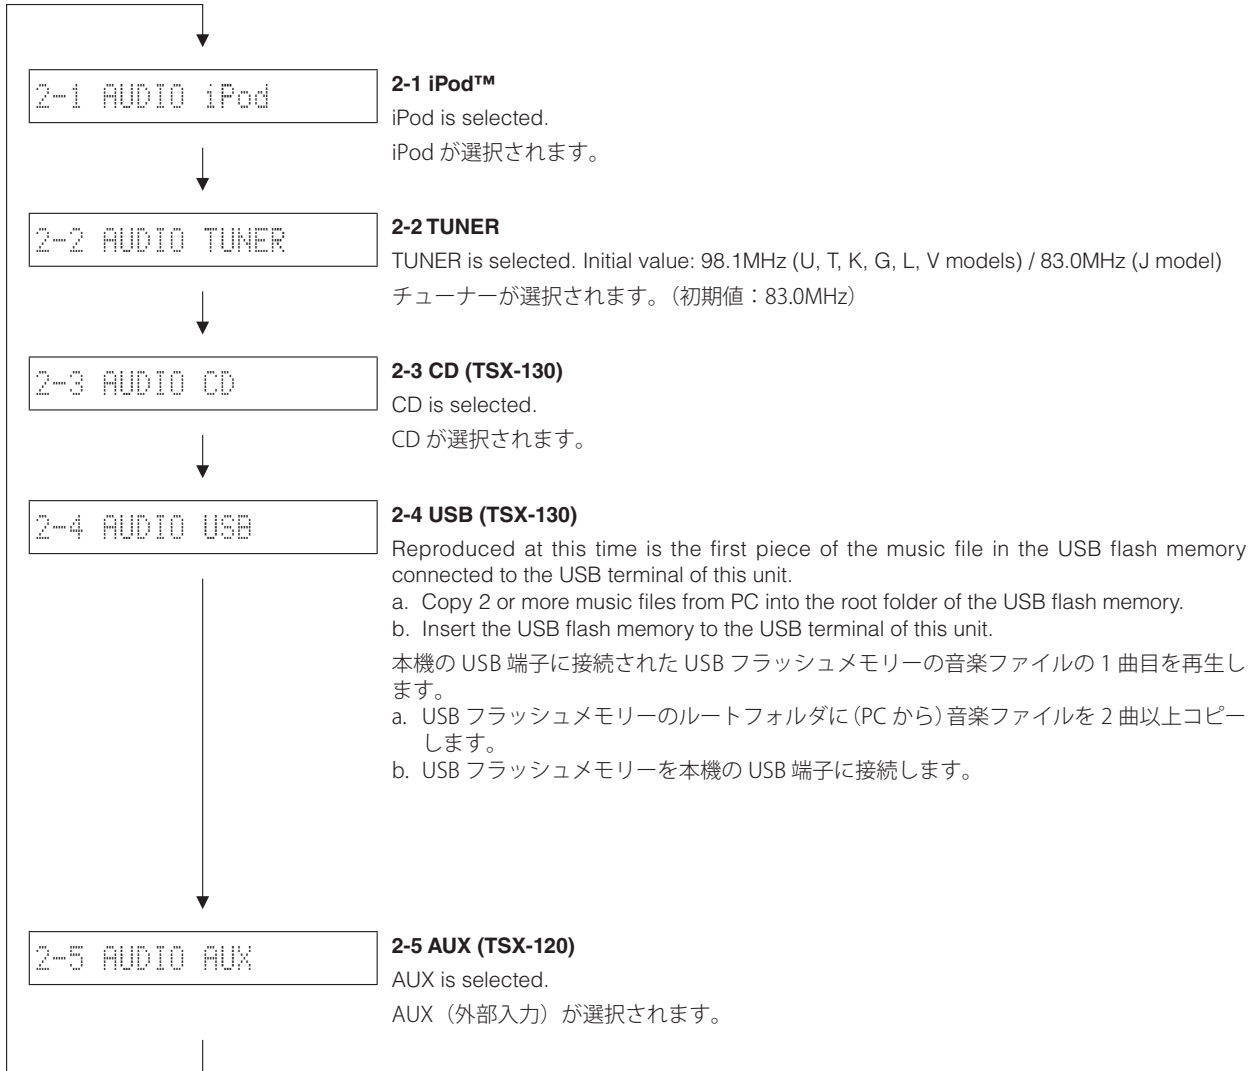 2-1 AUDIO iPod
2-1 iPod™
iPod is selected.
iPod が選択されます。
2-2 AUDIO TUNER
2-2 TUNER
TUNER is selected. Initial value: 98.1MHz (U, T, K, G, L, V models) / 83.0MHz (J model)
チューナーが選択されます。（初期値：83.0MHz）
2-3 AUDIO CD
2-3 CD (TSX-130)
CD is selected.
CD が選択されます。
2-4 AUDIO USB
2-4 USB (TSX-130)
Reproduced at this time is the first piece of the music file in the USB flash memory
connected to the USB terminal of this unit.
a. Copy 2 or more music files from PC into the root folder of the USB flash memory.
b. Insert the USB flash memory to the USB terminal of this unit.
本機の USB 端子に接続された USB フラッシュメモリーの音楽ファイルの 1 曲目を再生し
ます。
a. USB フラッシュメモリーのルートフォルダに（PC から）音楽ファイルを 2 曲以上コピー
します。
b. USB フラッシュメモリーを本機の USB 端子に接続します。
2-5 AUDIO AUX
2-5 AUX (TSX-120)
AUX is selected.
AUX（外部入力）が選択されます。